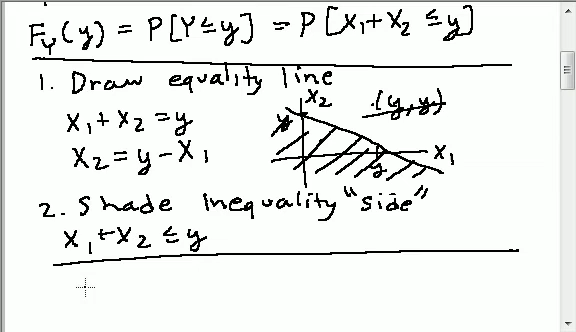 F_Y(y) = P[Y≤y] = P[X₁+X₂ ≤y]
1. Draw equality line
X₁+X₂=y
X₂=y-X₁
X₂
(y,y)
y
X₁
y
2. Shade inequality "side"
X₁+X₂≤y